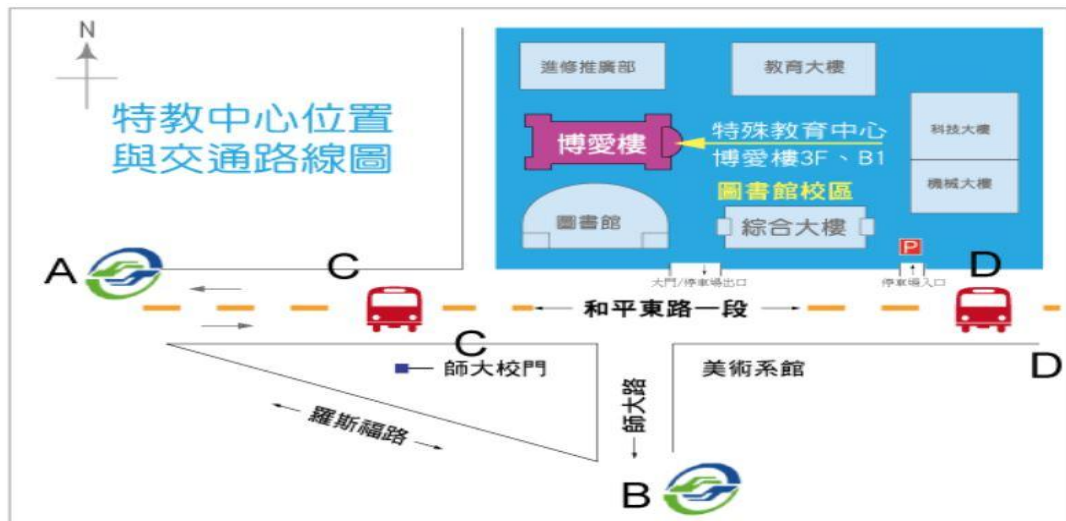 N
特教中心位置
與交通路線圖
進修推廣部
教育大樓
博愛樓
特殊教育中心
博愛樓3F、B1
科技大樓
機械大樓
圖書館校區
圖書館
綜合大樓
P
A
C
大門/停車場出口
停車場入口
D
和平東路一段
C
師大校門
美術系館
D
師大路
羅斯福路
B